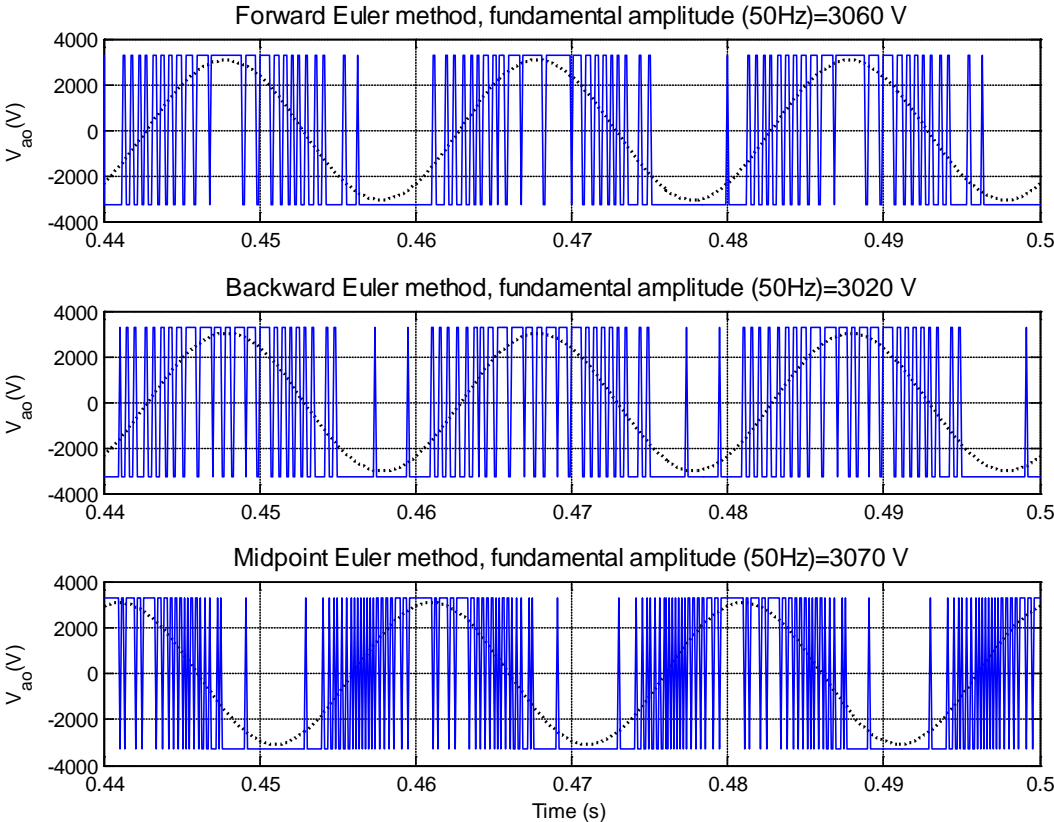 Forward Euler method, fundamental amplitude (50Hz)=3060 V
4000
2000
0
-2000
-4000
V_ao(V)
0.44 0.45 0.46 0.47 0.48 0.49 0.5
Backward Euler method, fundamental amplitude (50Hz)=3020 V
4000
2000
0
-2000
-4000
V_ao(V)
0.44 0.45 0.46 0.47 0.48 0.49 0.5
Midpoint Euler method, fundamental amplitude (50Hz)=3070 V
4000
2000
0
-2000
-4000
V_ao(V)
0.44 0.45 0.46 0.47 0.48 0.49 0.5
Time (s)